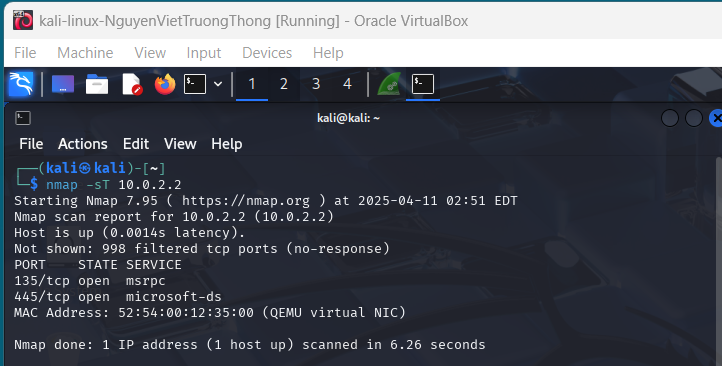 kali-linux-NguyenVietTruongThong [Running] - Oracle VirtualBox
File Machine View Input Devices Help
1 2 3 4
kali@kali: ~
File Actions Edit View Help
┌──(kali㉿kali)-[~]
└─$ nmap -sT 10.0.2.2
Starting Nmap 7.95 ( https://nmap.org ) at 2025-04-11 02:51 EDT
Nmap scan report for 10.0.2.2 (10.0.2.2)
Host is up (0.0014s latency).
Not shown: 998 filtered tcp ports (no-response)
PORT    STATE SERVICE
135/tcp open  msrpc
445/tcp open  microsoft-ds
MAC Address: 52:54:00:12:35:00 (QEMU virtual NIC)
Nmap done: 1 IP address (1 host up) scanned in 6.26 seconds